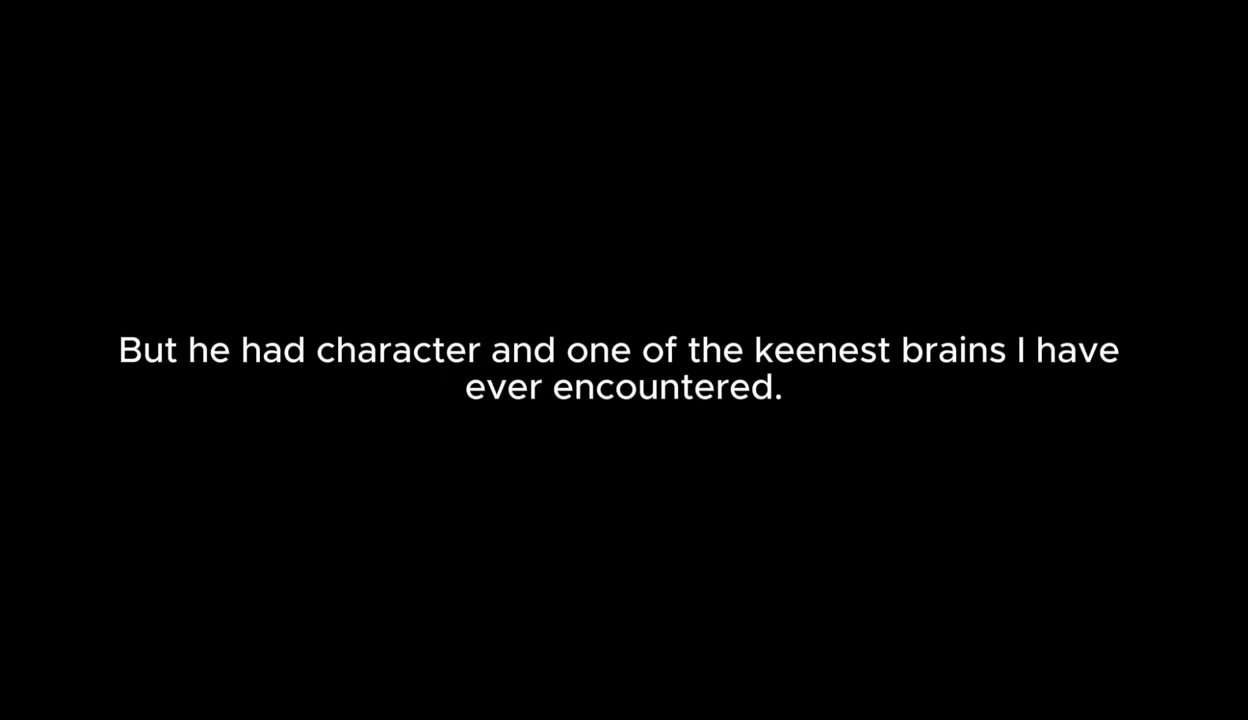 But he had character and one of the keenest brains I have
ever encountered.